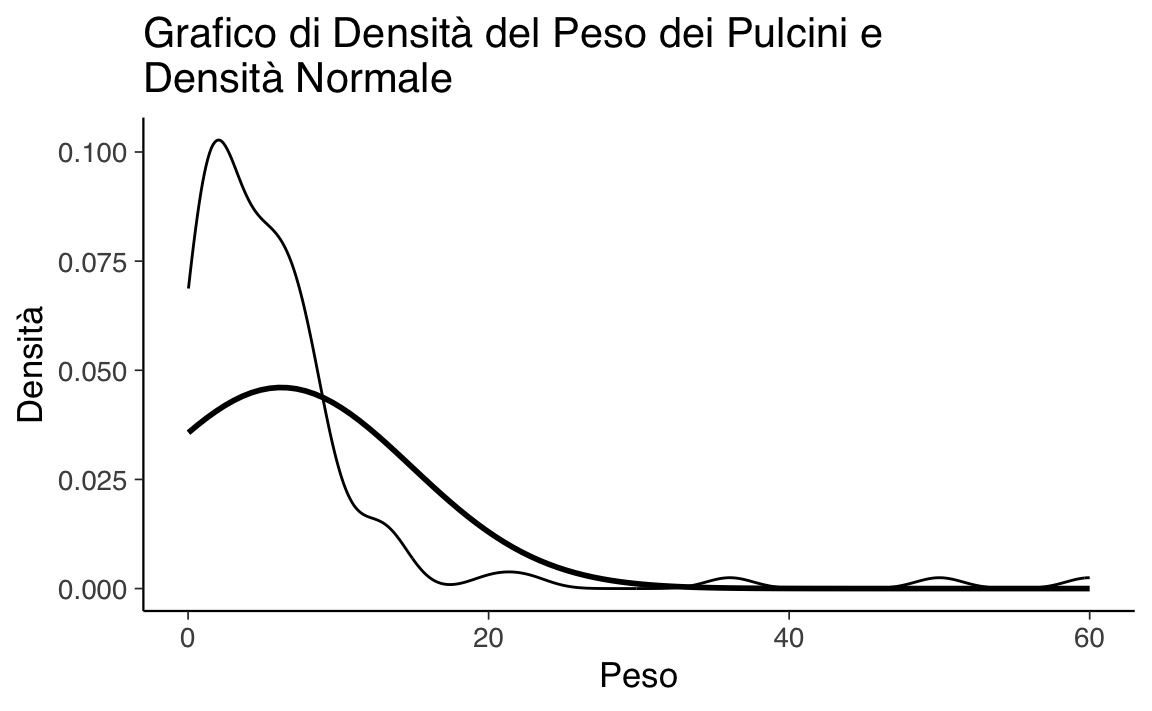 Grafico di Densità del Peso dei Pulcini e
Densità Normale
0.100
0.075
0.050
0.025
0.000
Densità
0 20 40 60
Peso